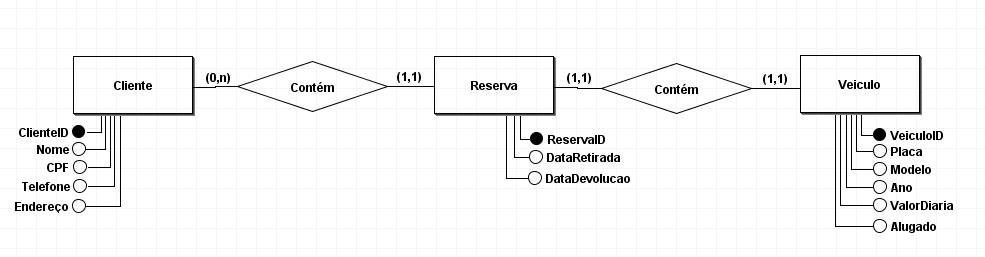 Cliente
(0,n)
Contém
(1,1)
Reserva
(1,1)
Contém
(1,1)
Veiculo
ClienteID
Nome
CPF
Telefone
Endereço
ReservaID
DataRetirada
DataDevolucao
VeiculoID
Placa
Modelo
Ano
ValorDiaria
Alugado